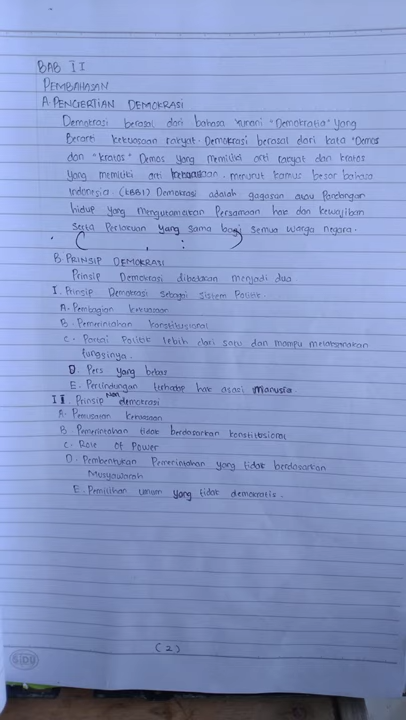 BAB II
PEMBAHASAN
A. PENGERTIAN DEMOKRASI
Demokrasi berasal dari bahasa Yunani "Demokratia" Yang
Berarti kekuasaan rakyat. Demokrasi berasal dari kata "Demos
dan "kratos" Demos Yang memiliki arti rakyat dan kratos
Yang memiliki arti kekuasaan. menurut kamus besar bahasa
Indonesia (KBBI) Demokrasi adalah gagasan atau Pandangan
hidup Yang mengutamakan Persamaan hak dan kewajiban
serta Perlakuan Yang sama bagi semua warga negara.
B. PRINSIP DEMOKRASI
Prinsip Demokrasi dibedakan menjadi dua
I. Prinsip Demokrasi Sebagai Sistem Politik.
A. Pembagian kekuasaan
B. Pemerintahan konstitusional
C. Partai Politik lebih dari satu dan mampu melaksanakan
fungsinya.
D. Pers yang bebas
E. Perlindungan terhadap hak asasi Manusia.
II Prinsip Non demokrasi
A. Pemusatan Kekuasaan
B. Pemerintahan tidak berdasarkan konstitusional
C. Role Of Power
D. Pembentukan Pemerintahan yang tidak berdasarkan
Musyawarah
E. Pemilihan umum yang tidak demokratis.
(2)
SIDU